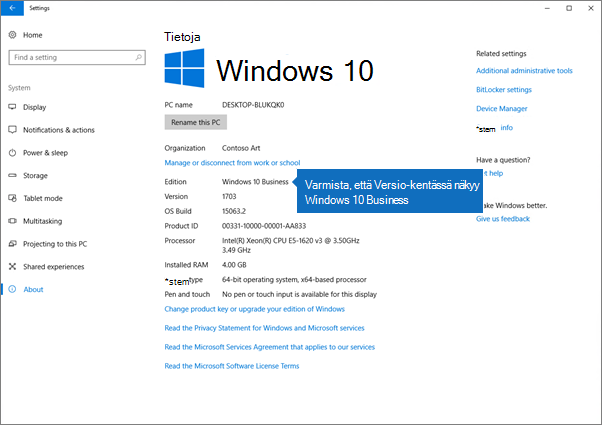 Settings
Home
Find a setting
System
Display
Notifications & actions
Power & sleep
Storage
Tablet mode
Multitasking
Projecting to this PC
Shared experiences
About
Tietoja
Windows 10
PC name DESKTOP-BLUKQK0
Rename this PC
Organization Contoso Art
Manage or disconnect from work or school
Edition Windows 10 Business
Varmista, että Versio-kentässä näkyy
Windows 10 Business
Version 1703
OS Build 15063.2
Product ID 00331-10000-00001-AA833
Processor Intel(R) Xeon(R) CPU E5-1620 v3 @ 3.50GHz
3.49 GHz
Installed RAM 4.00 GB
*stem type 64-bit operating system, x64-based processor
Pen and touch No pen or touch input is available for this display
Change product key or upgrade your edition of Windows
Read the Privacy Statement for Windows and Microsoft services
Read the Microsoft Services Agreement that applies to our services
Read the Microsoft Software License Terms
Related settings
Additional administrative tools
BitLocker settings
Device Manager
*stem info
Have a question?
et help
ake Windows better.
Give us feedback